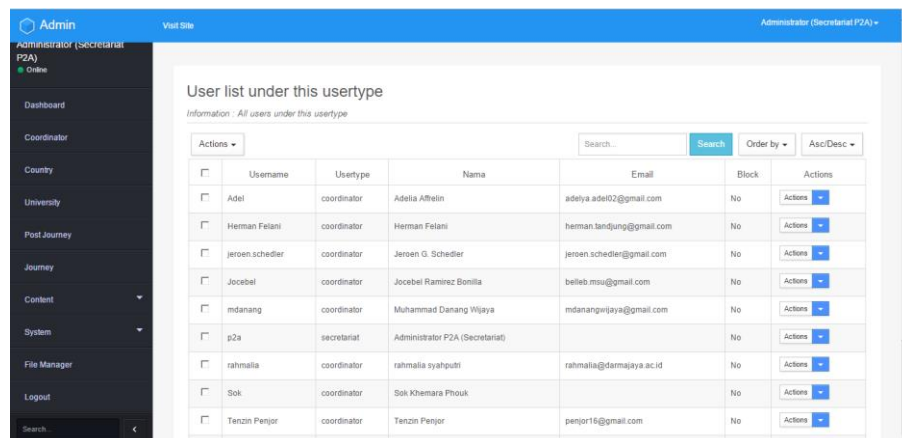 Admin
Visit Site
Administrator (Secretariat P2A)
Administrator (Secretariat
P2A)
Online
Dashboard
Coordinator
Country
University
Post Journey
Journey
Content
System
File Manager
Logout
Search...
User list under this usertype
Information : All users under this usertype
Actions
Search...
Search
Order by
Asc/Desc
Username Usertype Nama Email Block Actions
Adel coordinator Adelia Affrelin adelya.adel02@gmail.com No Actions
Herman Felani coordinator Herman Felani herman.tandjung@gmail.com No Actions
jeroen.schedler coordinator Jeroen G. Schedler jeroen.schedler@gmail.com No Actions
Jocebel coordinator Jocebel Ramirez Bonilla belleb.msu@gmail.com No Actions
mdanang coordinator Muhammad Danang Wijaya mdanangwijaya@gmail.com No Actions
p2a secretariat Administrator P2A (Secretariat) No Actions
rahmalia coordinator rahmalia syahputri rahmalia@darmajaya.ac.id No Actions
Sok coordinator Sok Khemara Phouk No Actions
Tenzin Penjor coordinator Tenzin Penjor penjor16@gmail.com No Actions